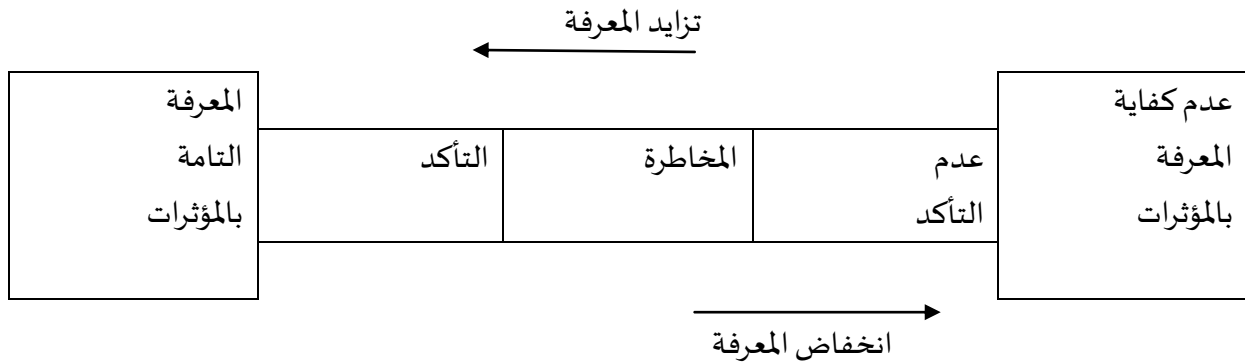 تزايد المعرفة
عدم كفاية
المعرفة
بالمؤثرات
عدم
التأكد
المخاطرة
التأكد
المعرفة
التامة
بالمؤثرات
انخفاض المعرفة